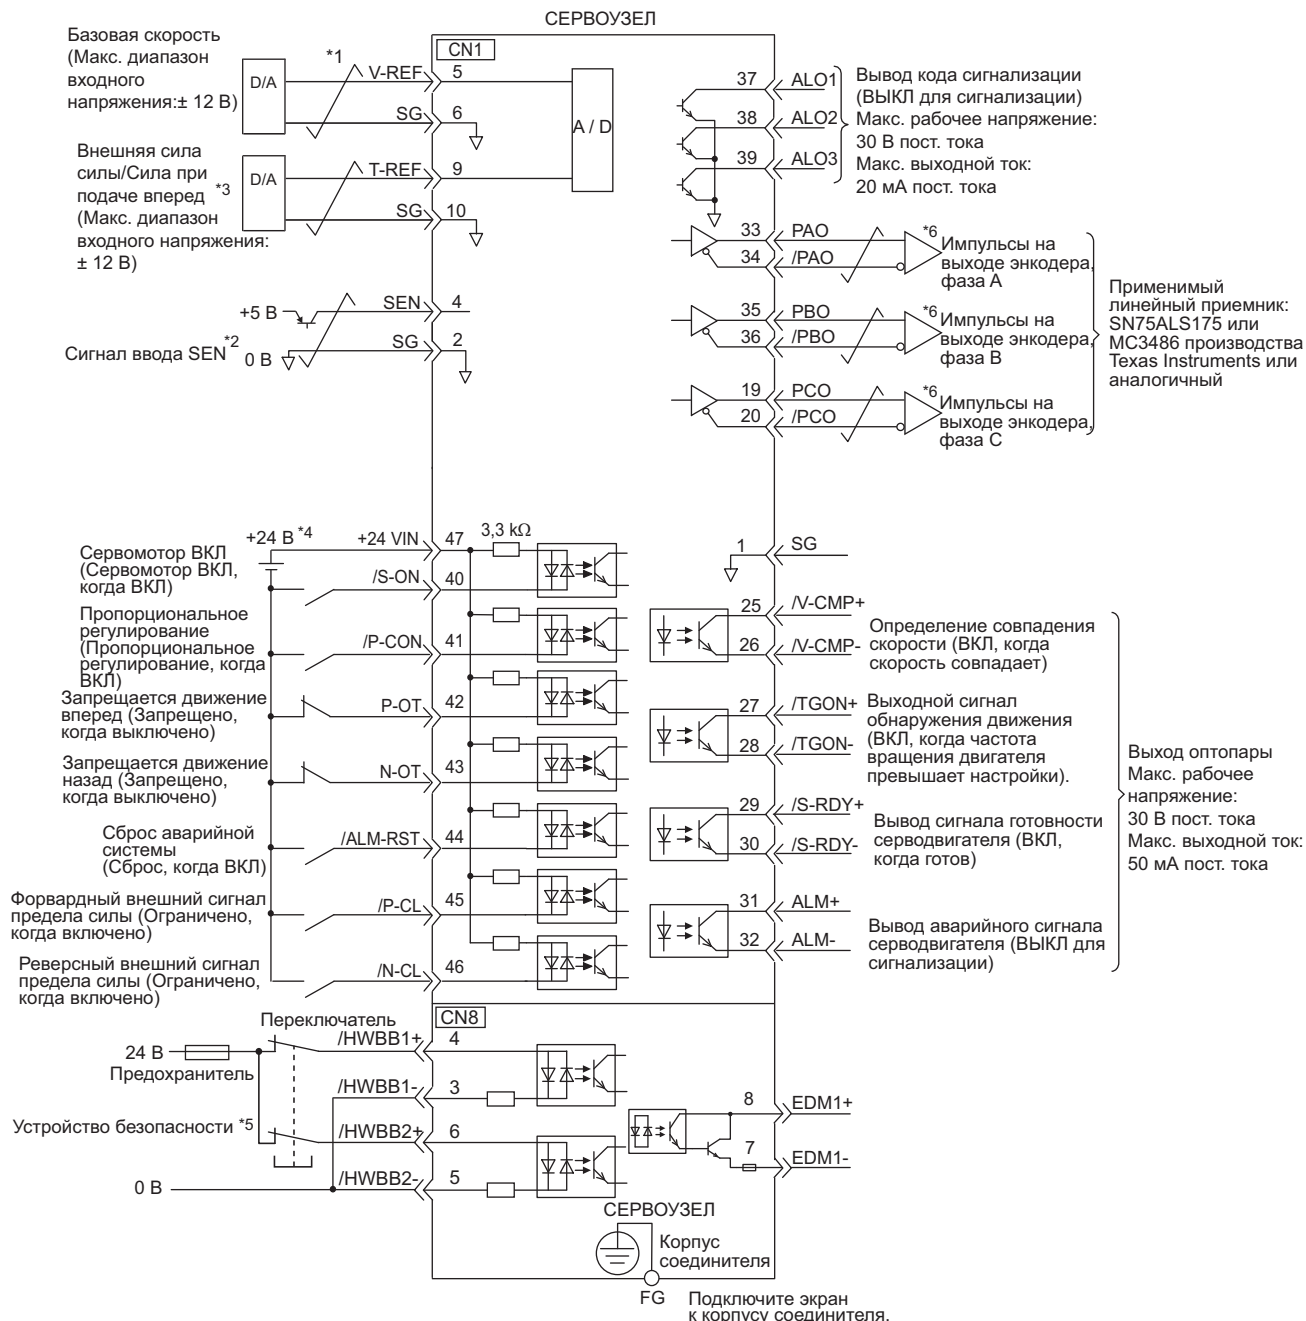 СЕРВОУЗЕЛ
Базовая скорость
(Макс. диапазон
входного
напряжения:± 12 В)
*1
D/A
V-REF
5
SG
6
CN1
A / D
Внешняя сила
силы/Сила при
подаче вперед *3
(Макс. диапазон
входного напряжения:
± 12 В)
D/A
T-REF
9
SG
10
+5 В
SEN
4
Сигнал ввода SEN*2
0 В
SG
2
37
ALO1
38
ALO2
39
ALO3
Вывод кода сигнализации
(ВЫКЛ для сигнализации)
Макс. рабочее напряжение:
30 В пост. тока
Макс. выходной ток:
20 мА пост. тока
33
PAO
34
/PAO
*6
Импульсы на
выходе энкодера,
фаза A
35
PBO
36
/PBO
*6
Импульсы на
выходе энкодера,
фаза B
19
PCO
20
/PCO
*6
Импульсы на
выходе энкодера,
фаза C
Применимый
линейный приемник:
SN75ALS175 или
MC3486 производства
Texas Instruments или
аналогичный
+24 В *4
+24 VIN
47
3,3 kΩ
Сервомотор ВКЛ
(Сервомотор ВКЛ,
когда ВКЛ)
/S-ON
40
Пропорциональное
регулирование
(Пропорциональное
регулирование, когда
ВКЛ)
/P-CON
41
Запрещается движение
вперед (Запрещено,
когда выключено)
P-OT
42
Запрещается движение
назад (Запрещено,
когда выключено)
N-OT
43
Сброс аварийной
системы
(Сброс, когда ВКЛ)
/ALM-RST
44
Форвардный внешний сигнал
предела силы (Ограничено,
когда включено)
/P-CL
45
Реверсный внешний сигнал
предела силы (Ограничено,
когда включено)
/N-CL
46
1
SG
25
/V-CMP+
26
/V-CMP-
Определение совпадения
скорости (ВКЛ, когда
скорость совпадает)
27
/TGON+
28
/TGON-
Выходной сигнал
обнаружения движения
(ВКЛ, когда частота
вращения двигателя
превышает настройки).
29
/S-RDY+
30
/S-RDY-
Вывод сигнала готовности
серводвигателя (ВКЛ,
когда готов)
31
ALM+
32
ALM-
Вывод аварийного сигнала
серводвигателя (ВЫКЛ для
сигнализации)
Выход оптопары
Макс. рабочее
напряжение:
30 В пост. тока
Макс. выходной ток:
50 мА пост. тока
CN8
Переключатель
24 В
Предохранитель
/HWBB1+
4
/HWBB1-
3
Устройство безопасности *5
/HWBB2+
6
0 В
/HWBB2-
5
8
EDM1+
7
EDM1-
СЕРВОУЗЕЛ
Корпус
соединителя
FG
Подключите экран
к корпусу соединителя.